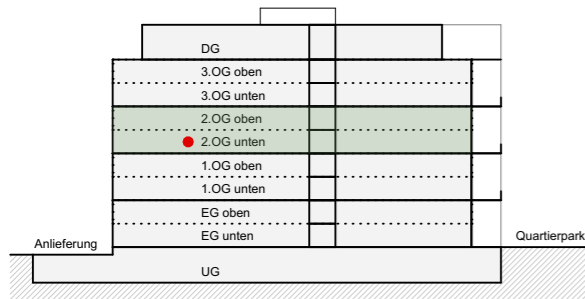 DG
3.OG oben
3.OG unten
2.OG oben
2.OG unten
1.OG oben
1.OG unten
EG oben
Anlieferung
EG unten
Quartierpark
UG